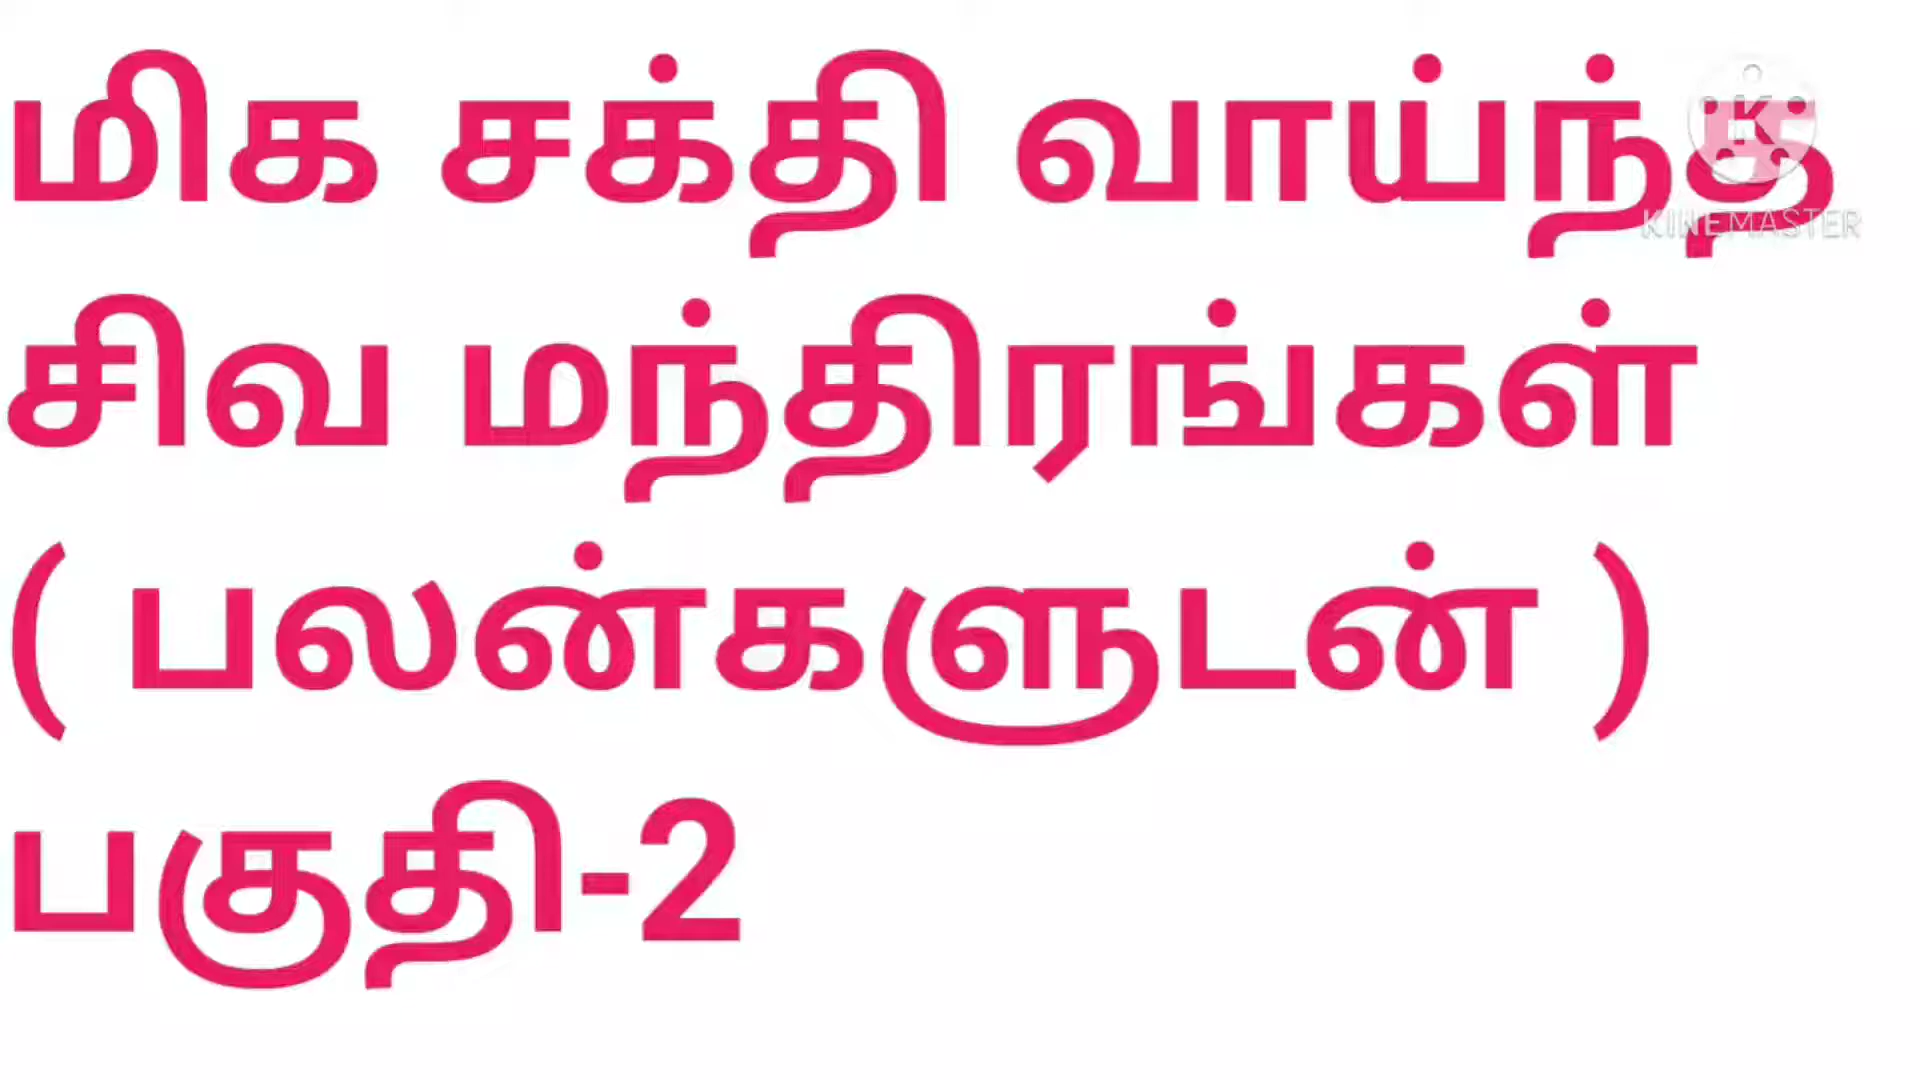 மிக சக்தி வாய்ந்த
சிவ மந்திரங்கள்
( பலன்களுடன் )
பகுதி-2
K
KINEMASTER